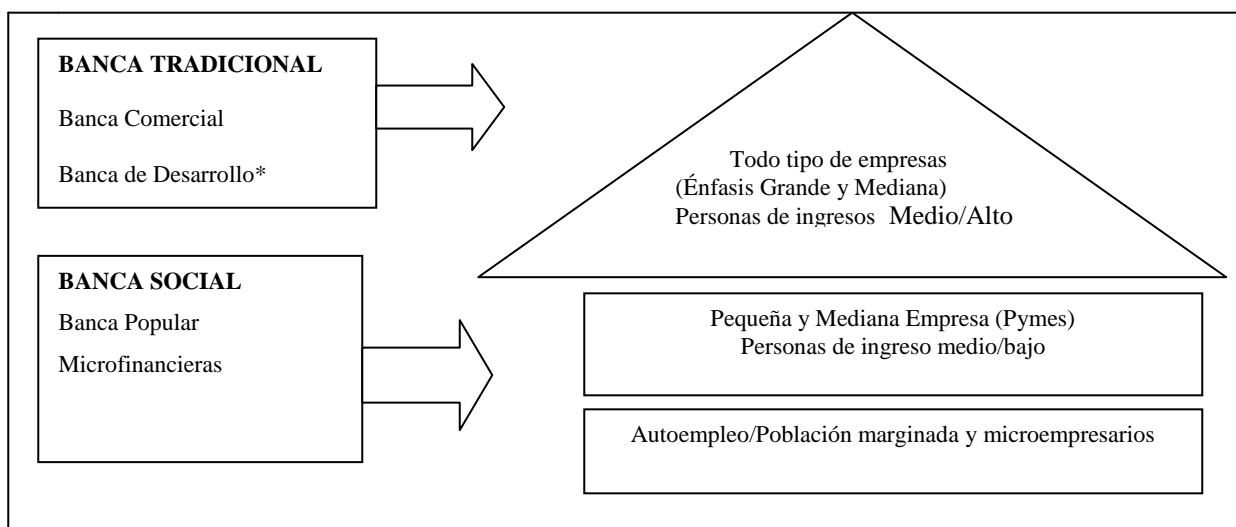 BANCA TRADICIONAL
Banca Comercial
Banca de Desarrollo*
Todo tipo de empresas
(Énfasis Grande y Mediana)
Personas de ingresos Medio/Alto
BANCA SOCIAL
Banca Popular
Microfinancieras
Pequeña y Mediana Empresa (Pymes)
Personas de ingreso medio/bajo
Autoempleo/Población marginada y microempresarios